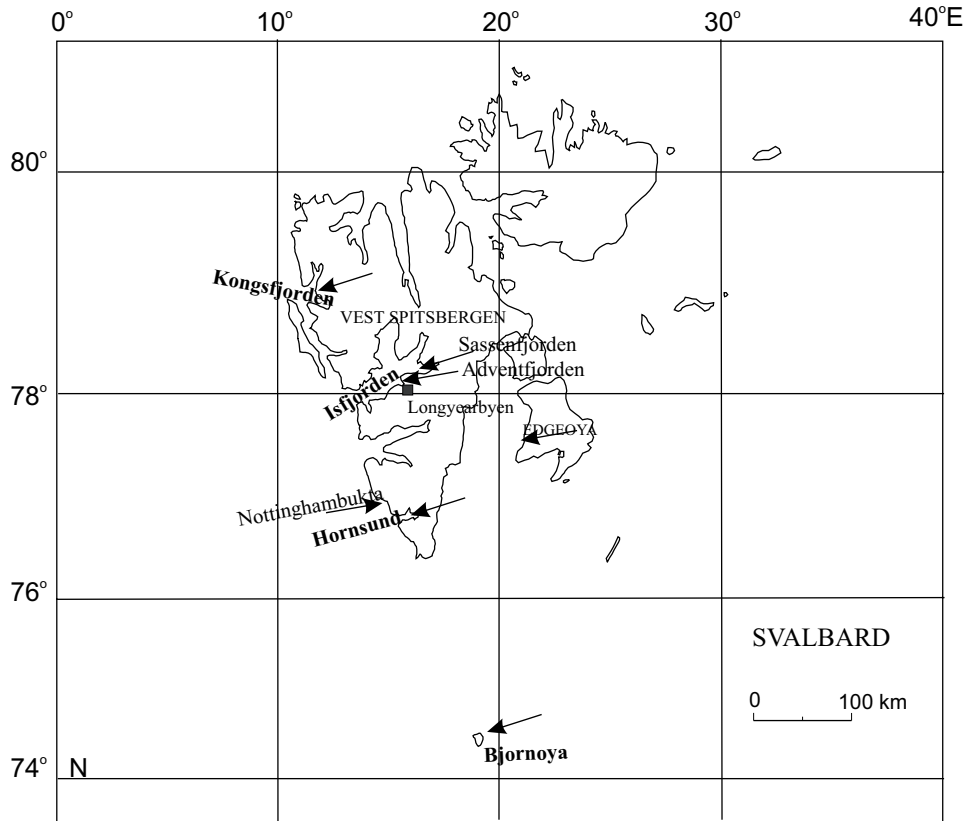 0° 10° 20° 30° 40°E
80°
Kongsfjorden
VEST SPITSBERGEN
Sassenfjorden
Adventfjorden
Isfjorden
78°
Longyearbyen
EDGEOYA
Nottinghambukta
Hornsund
76°
SVALBARD
0 100 km
Bjornoya
74° N